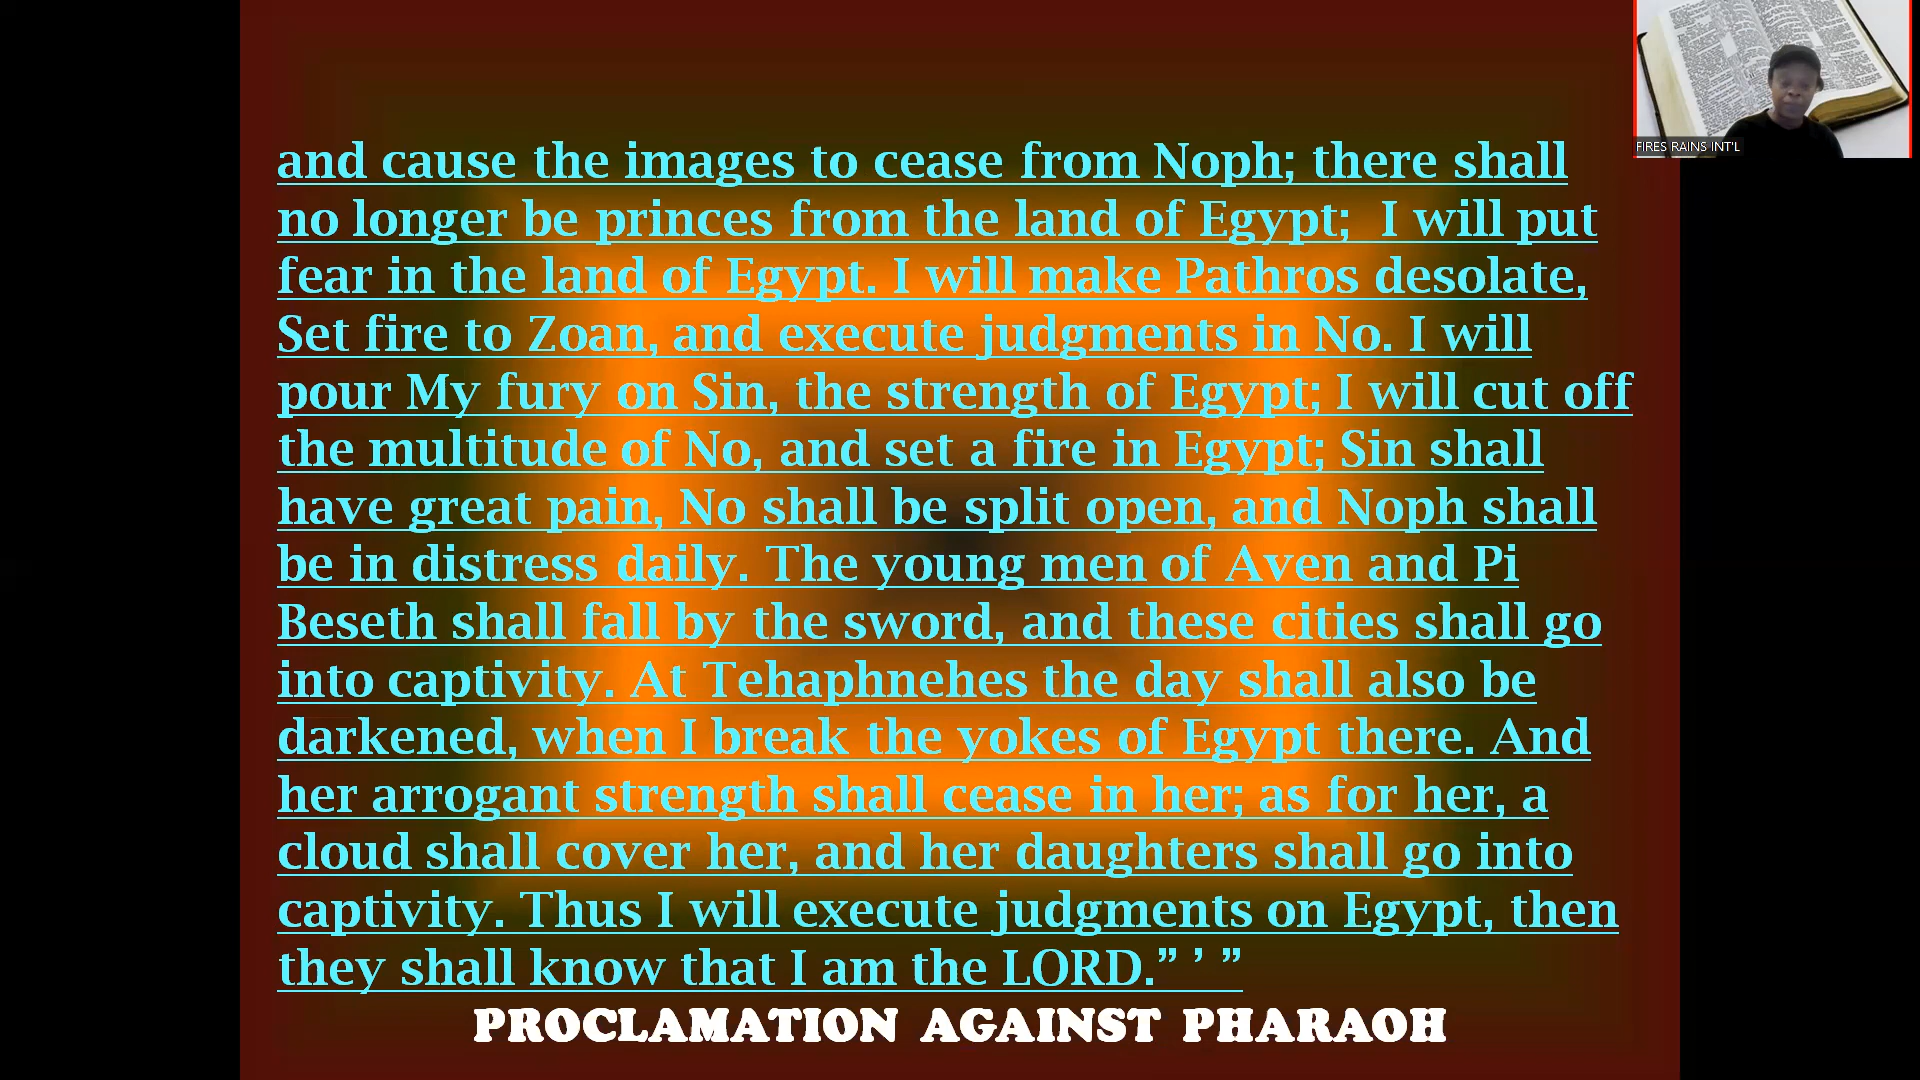 FIRES RAINS INT'L
and cause the images to cease from Noph; there shall
no longer be princes from the land of Egypt;  I will put
fear in the land of Egypt. I will make Pathros desolate,
Set fire to Zoan, and execute judgments in No. I will
pour My fury on Sin, the strength of Egypt; I will cut off
the multitude of No, and set a fire in Egypt; Sin shall
have great pain, No shall be split open, and Noph shall
be in distress daily. The young men of Aven and Pi
Beseth shall fall by the sword, and these cities shall go
into captivity. At Tehaphnehes the day shall also be
darkened, when I break the yokes of Egypt there. And
her arrogant strength shall cease in her; as for her, a
cloud shall cover her, and her daughters shall go into
captivity. Thus I will execute judgments on Egypt, then
they shall know that I am the LORD.” ’ ”
PROCLAMATION AGAINST PHARAOH